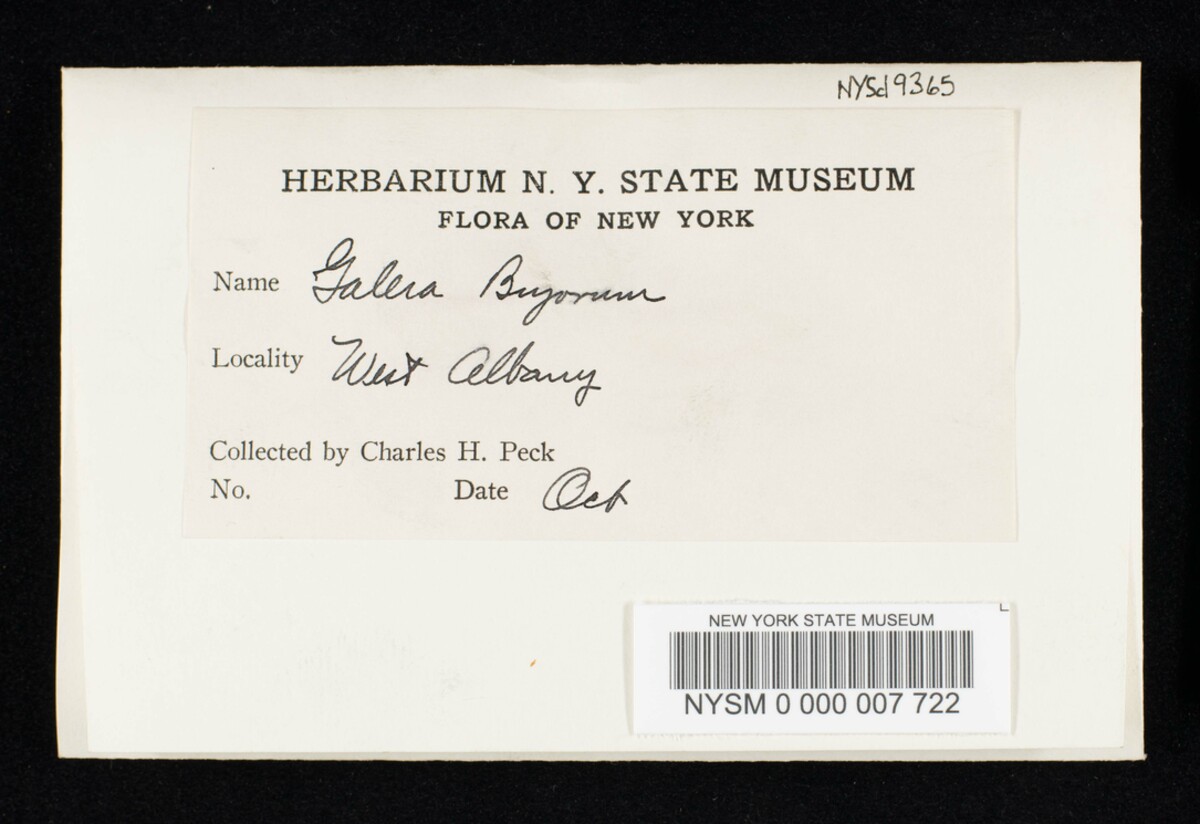 NYSd9365
HERBARIUM N. Y. STATE MUSEUM
FLORA OF NEW YORK
Name Galera Bryorum
Locality West Albany
Collected by Charles H. Peck
No. Date Oct
NEW YORK STATE MUSEUM
NYSM 0 000 007 722